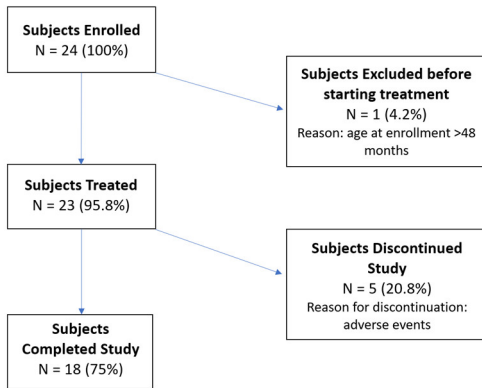 Subjects Enrolled
N = 24 (100%)
Subjects Excluded before
starting treatment
N = 1 (4.2%)
Reason: age at enrollment >48
months
Subjects Treated
N = 23 (95.8%)
Subjects Discontinued
Study
N = 5 (20.8%)
Reason for discontinuation:
adverse events
Subjects
Completed Study
N = 18 (75%)